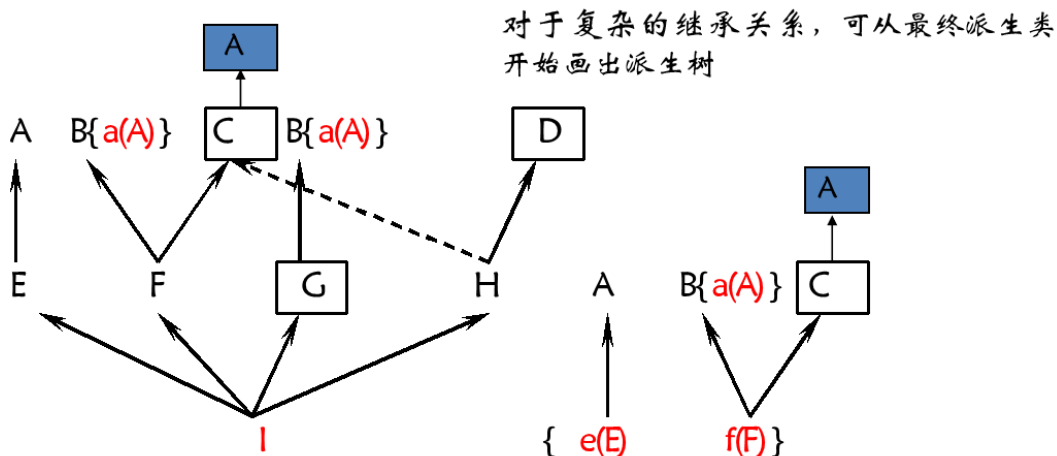 对于复杂的继承关系，可从最终派生类
开始画出派生树
A
A B{ a(A) } C B{ a(A) } D
A
E F G H A B{ a(A) } C
I { e(E) f(F) }